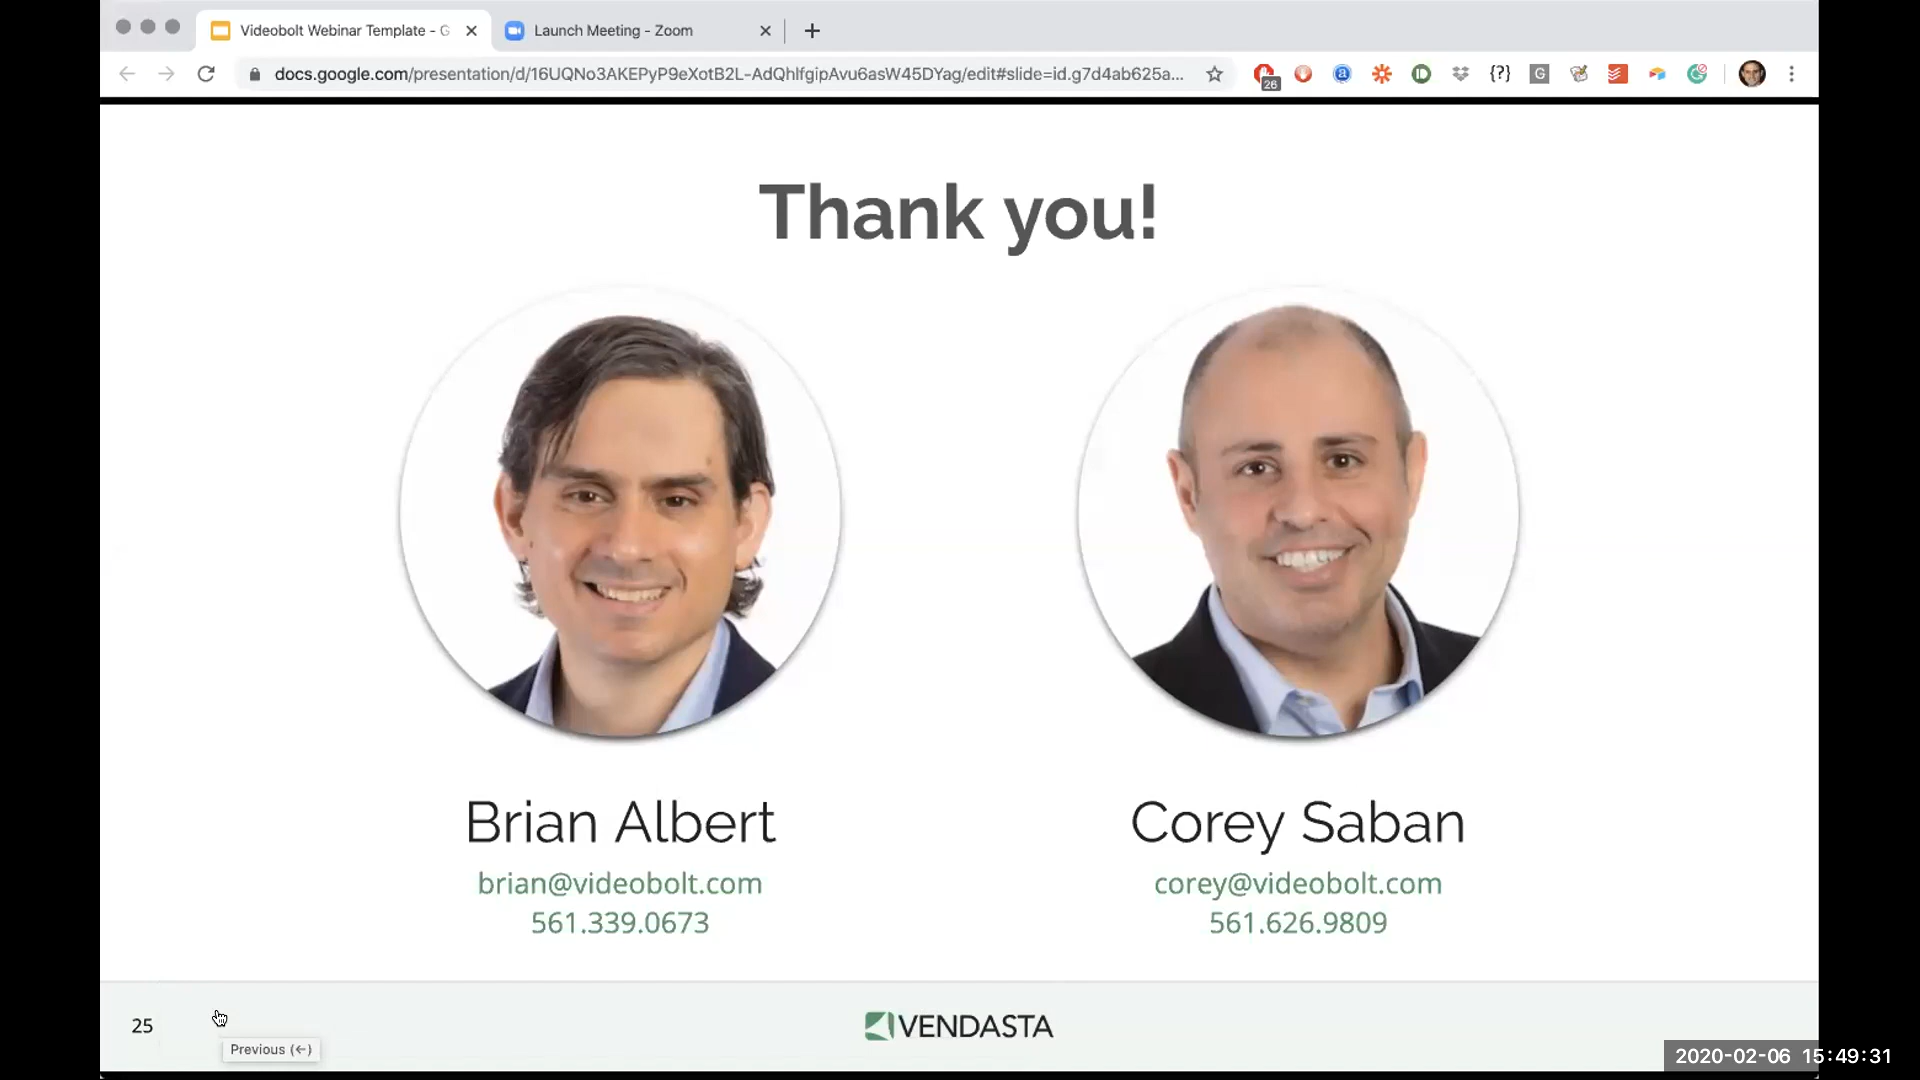 Videobolt Webinar Template - G
Launch Meeting - Zoom
docs.google.com/presentation/d/16UQNo3AKEPyP9eXotB2L-AdQhlfgipAvu6asW45DYag/edit#slide=id.g7d4ab625a...
26
{?}
G
Thank you!
Brian Albert
brian@videobolt.com
561.339.0673
Corey Saban
corey@videobolt.com
561.626.9809
25
VENDASTA
Previous (←)
2020-02-06 15:49:31